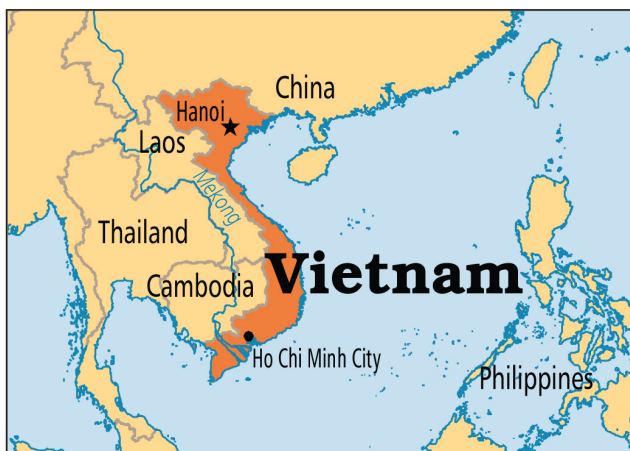 China
Hanoi
Laos
Mekong
Thailand
Vietnam
Cambodia
Ho Chi Minh City
Philippines